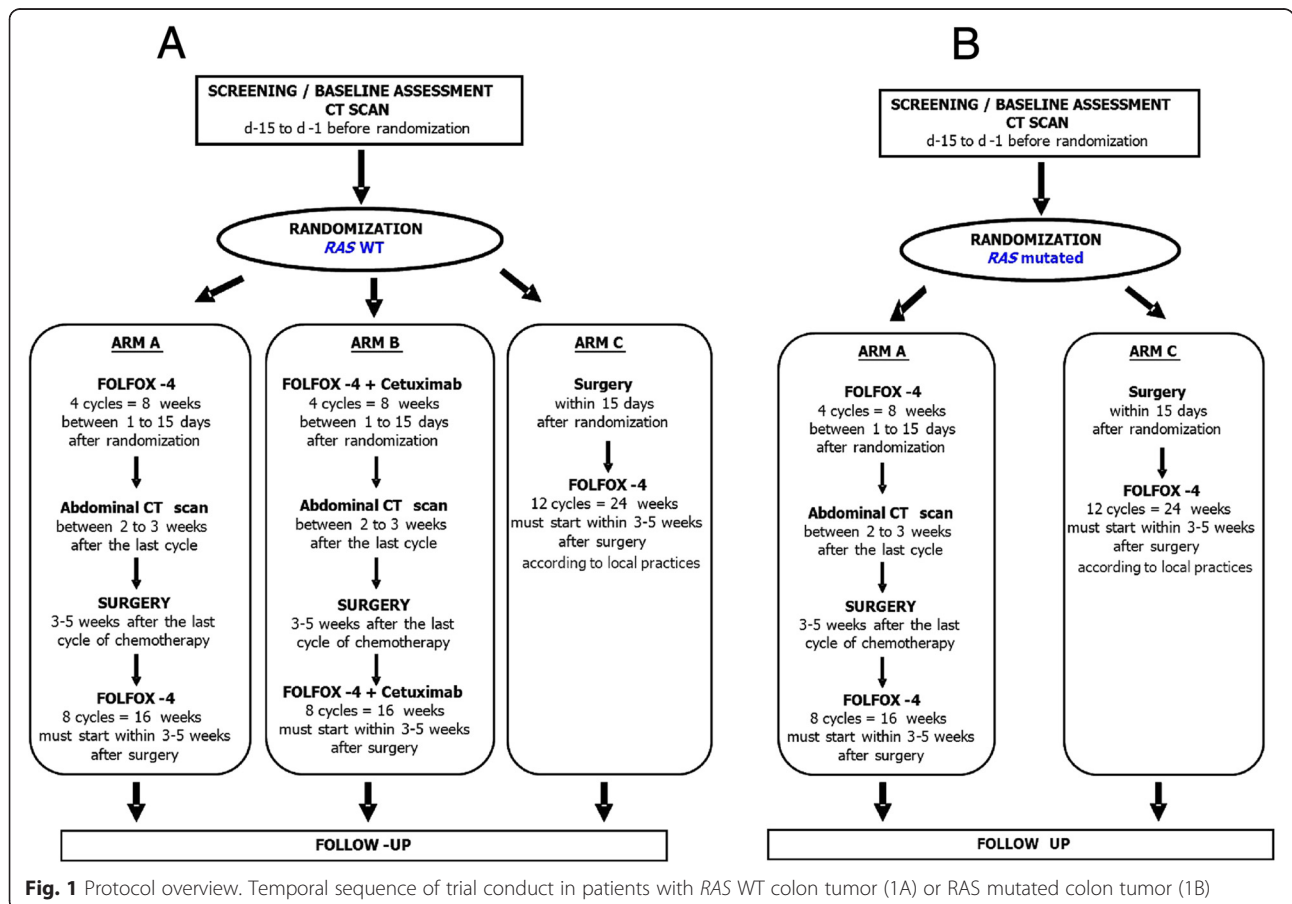 A
SCREENING / BASELINE ASSESSMENT
CT SCAN
d-15 to d -1 before randomization
RANDOMIZATION
RAS WT
ARM A
FOLFOX -4
4 cycles = 8 weeks
between 1 to 15 days
after randomization
Abdominal CT scan
between 2 to 3 weeks
after the last cycle
SURGERY
3-5 weeks after the last
cycle of chemotherapy
FOLFOX -4
8 cycles = 16 weeks
must start within 3-5 weeks
after surgery
ARM B
FOLFOX -4 + Cetuximab
4 cycles = 8 weeks
between 1 to 15 days
after randomization
Abdominal CT scan
between 2 to 3 weeks
after the last cycle
SURGERY
3-5 weeks after the last
cycle of chemotherapy
FOLFOX -4 + Cetuximab
8 cycles = 16 weeks
must start within 3-5 weeks
after surgery
ARM C
Surgery
within 15 days
after randomization
FOLFOX -4
12 cycles = 24 weeks
must start within 3-5 weeks
after surgery
according to local practices
FOLLOW -UP
B
SCREENING / BASELINE ASSESSMENT
CT SCAN
d-15 to d -1 before randomization
RANDOMIZATION
RAS mutated
ARM A
FOLFOX -4
4 cycles = 8 weeks
between 1 to 15 days
after randomization
Abdominal CT scan
between 2 to 3 weeks
after the last cycle
SURGERY
3-5 weeks after the last
cycle of chemotherapy
FOLFOX -4
8 cycles = 16 weeks
must start within 3-5 weeks
after surgery
ARM C
Surgery
within 15 days
after randomization
FOLFOX -4
12 cycles = 24 weeks
must start within 3-5 weeks
after surgery
according to local practices
FOLLOW UP
Fig. 1 Protocol overview. Temporal sequence of trial conduct in patients with RAS WT colon tumor (1A) or RAS mutated colon tumor (1B)